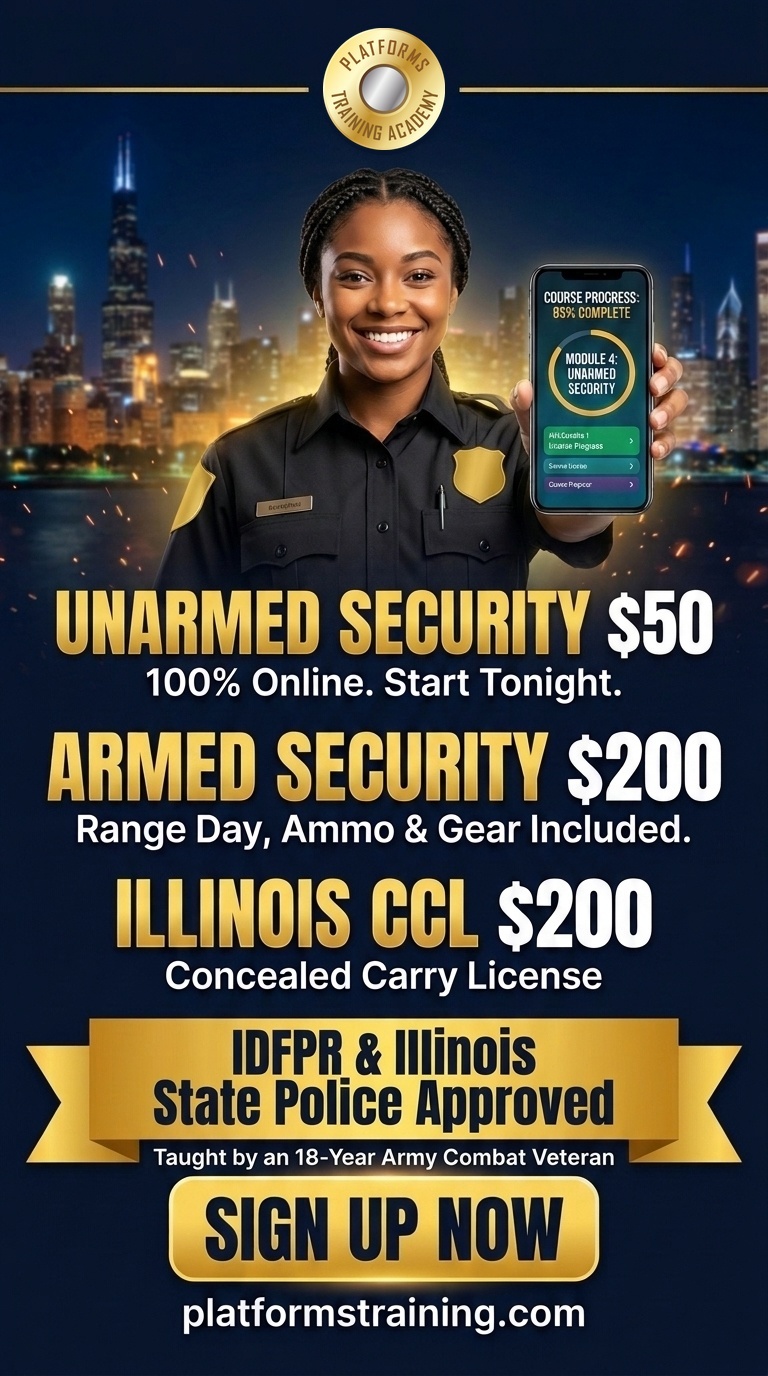 PLATFORMS
TRAINING ACADEMY
COURSE PROGRESS:
85% COMPLETE
MODULE 4:
UNARMED
SECURITY
UNARMED SECURITY $50
100% Online. Start Tonight.
ARMED SECURITY $200
Range Day, Ammo & Gear Included.
ILLINOIS CCL $200
Concealed Carry License
IDFPR & Illinois
State Police Approved
Taught by an 18-Year Army Combat Veteran
SIGN UP NOW
platformstraining.com